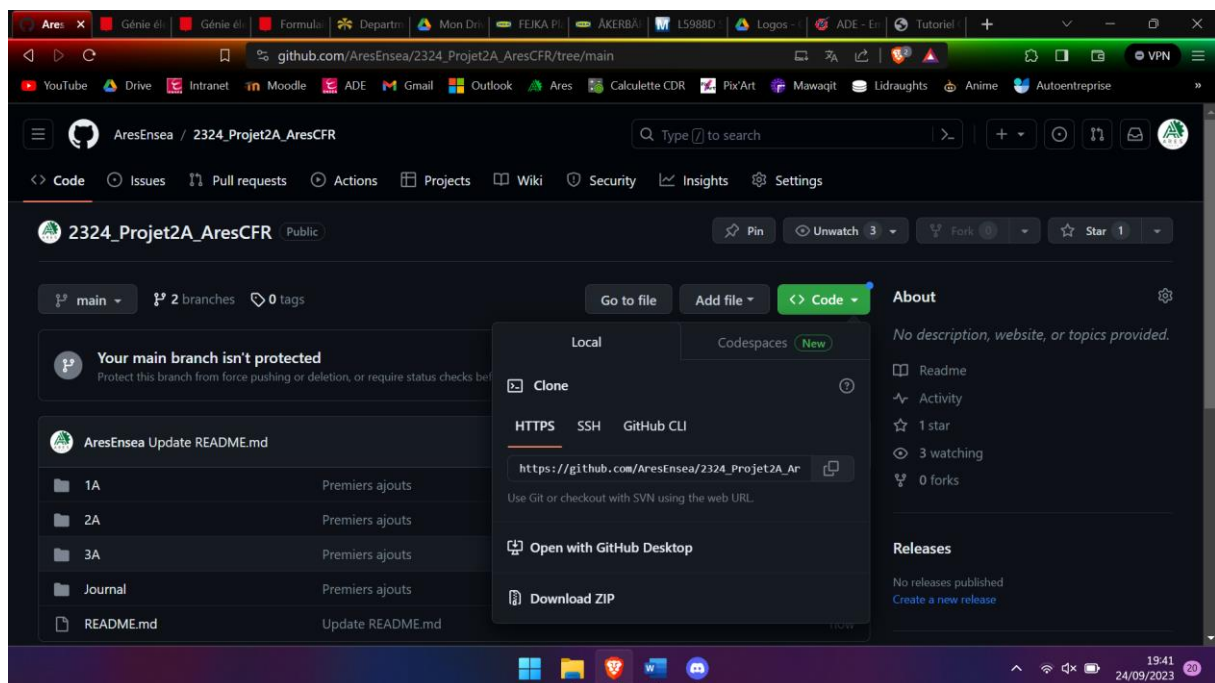 Ares
Génie éle
Génie éle
Formula
Departm
Mon Driv
FEJKA Pl
ÅKERBÄ
L5988D
Logos -
ADE - En
Tutoriel
github.com/AresEnsea/2324_Projet2A_AresCFR/tree/main
VPN
YouTube Drive Intranet Moodle ADE Gmail Outlook Ares Calculette CDR Pix'Art Mawaqit Lidraughts Anime Autoentreprise »
AresEnsea / 2324_Projet2A_AresCFR
Type / to search
<> Code Issues Pull requests Actions Projects Wiki Security Insights Settings
2324_Projet2A_AresCFR Public
Pin Unwatch 3 Fork 0 Star 1
main 2 branches 0 tags
Go to file Add file <> Code
Your main branch isn't protected
Protect this branch from force pushing or deletion, or require status checks bef
AresEnsea Update README.md
1A Premiers ajouts
2A Premiers ajouts
3A Premiers ajouts
Journal Premiers ajouts
README.md Update README.md now
Local Codespaces New
Clone
HTTPS SSH GitHub CLI
https://github.com/AresEnsea/2324_Projet2A_Ar
Use Git or checkout with SVN using the web URL.
Open with GitHub Desktop
Download ZIP
About
No description, website, or topics provided.
Readme
Activity
1 star
3 watching
0 forks
Releases
No releases published
Create a new release
19:41
24/09/2023
20